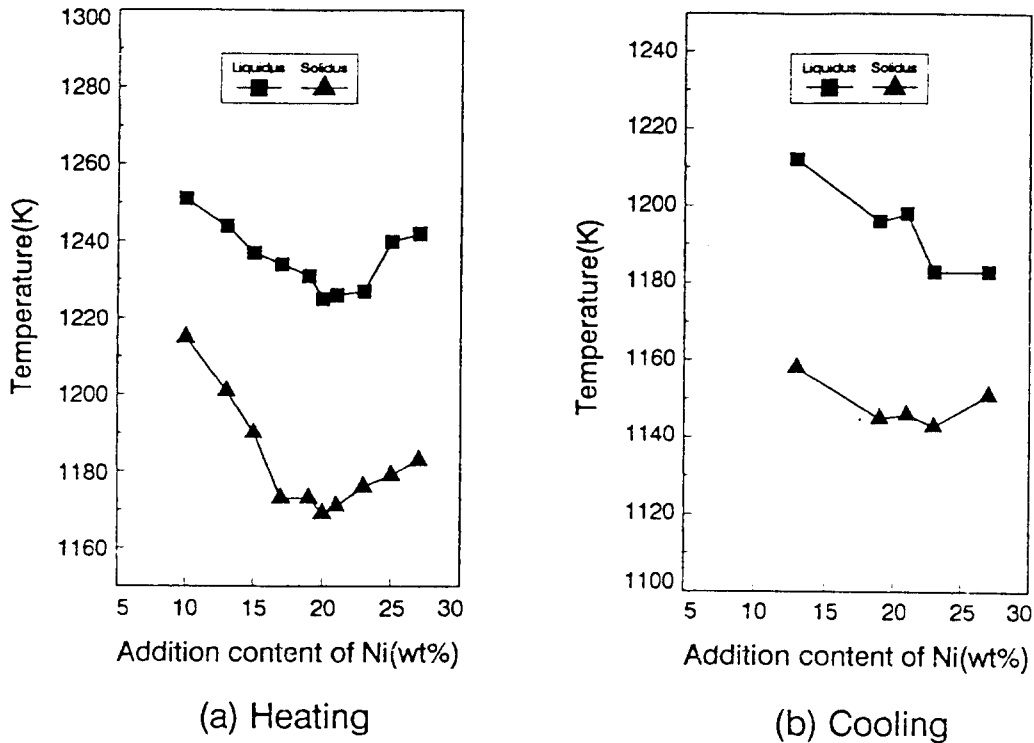 1300
1280
1260
1240
1220
1200
1180
1160
Temperature(K)
Liquidus Solidus
5 10 15 20 25 30
Addition content of Ni(wt%)
(a) Heating
1240
1220
1200
1180
1160
1140
1120
1100
Temperature(K)
Liquidus Solidus
5 10 15 20 25 30
Addition content of Ni(wt%)
(b) Cooling